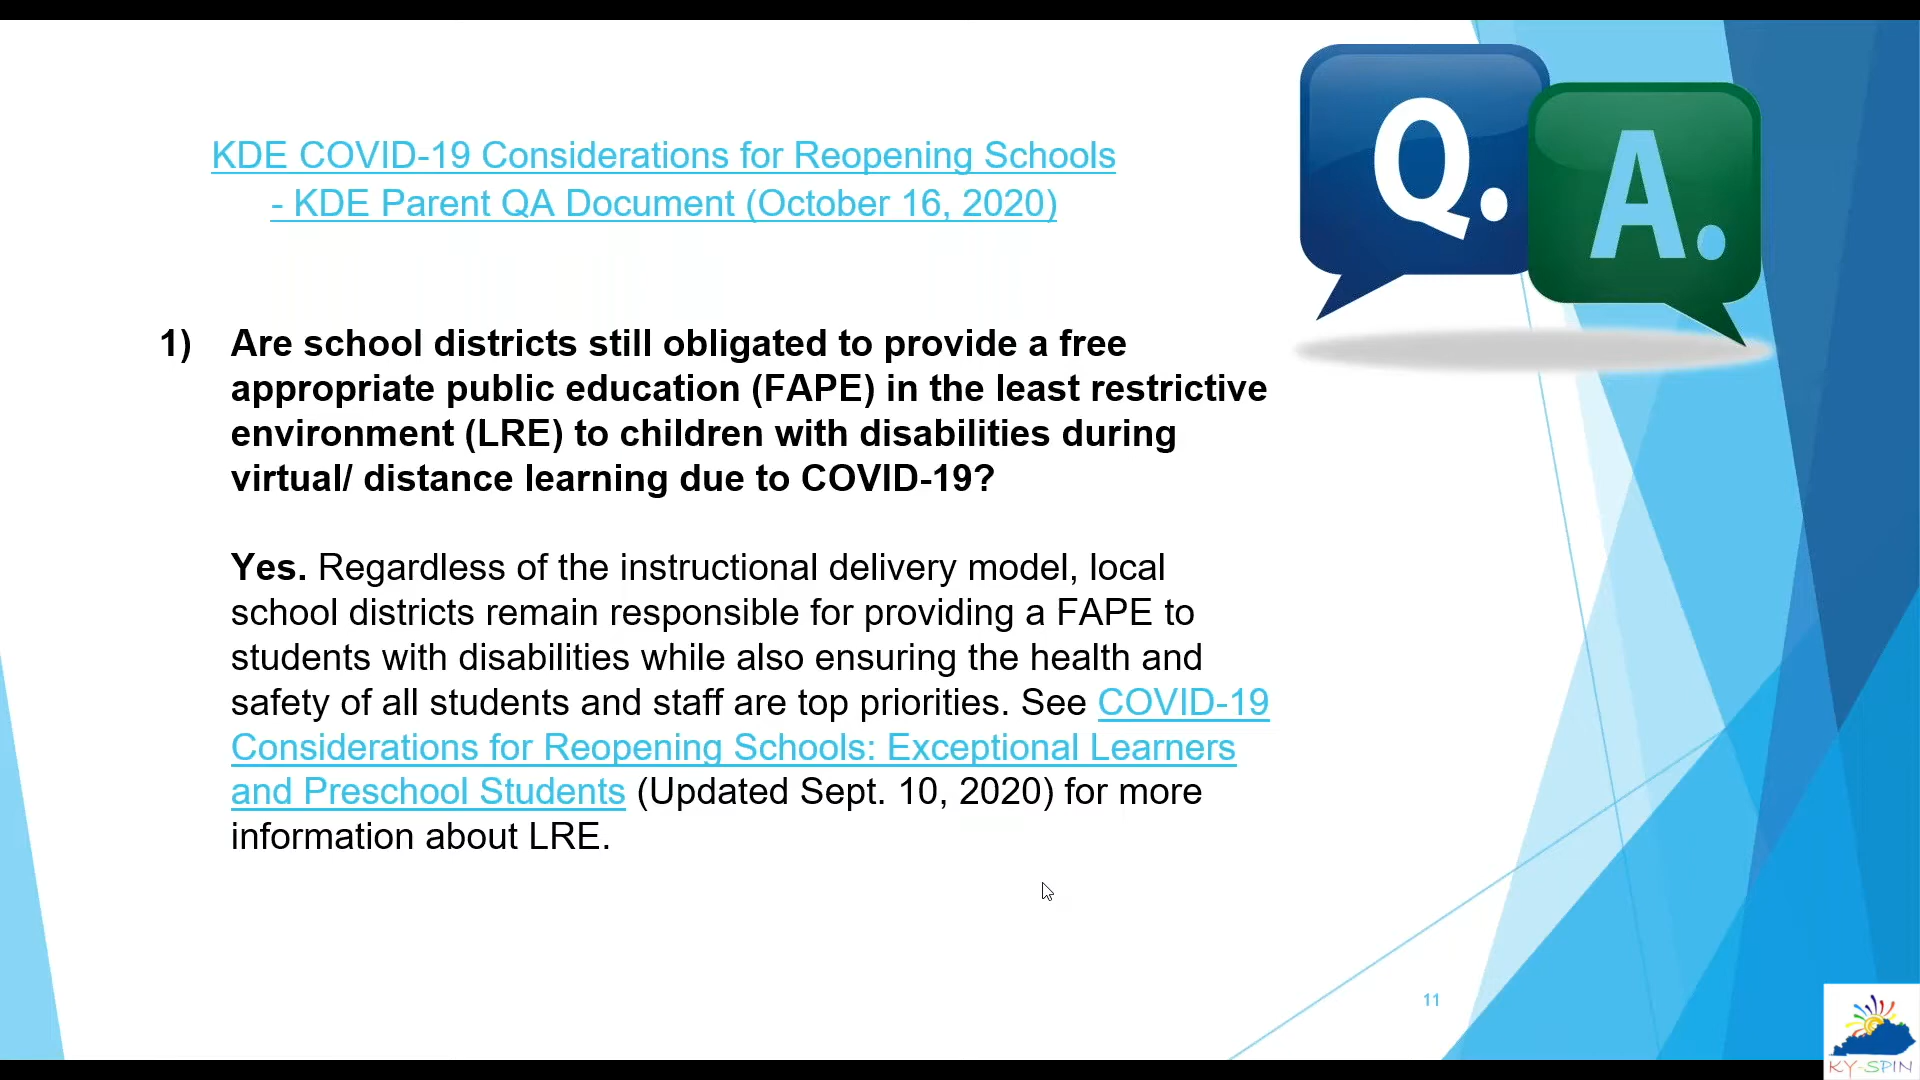 KDE COVID-19 Considerations for Reopening Schools
- KDE Parent QA Document (October 16, 2020)
Q.
A.
1) Are school districts still obligated to provide a free
appropriate public education (FAPE) in the least restrictive
environment (LRE) to children with disabilities during
virtual/ distance learning due to COVID-19?
Yes. Regardless of the instructional delivery model, local
school districts remain responsible for providing a FAPE to
students with disabilities while also ensuring the health and
safety of all students and staff are top priorities. See COVID-19
Considerations for Reopening Schools: Exceptional Learners
and Preschool Students (Updated Sept. 10, 2020) for more
information about LRE.
11
KY-SPIN